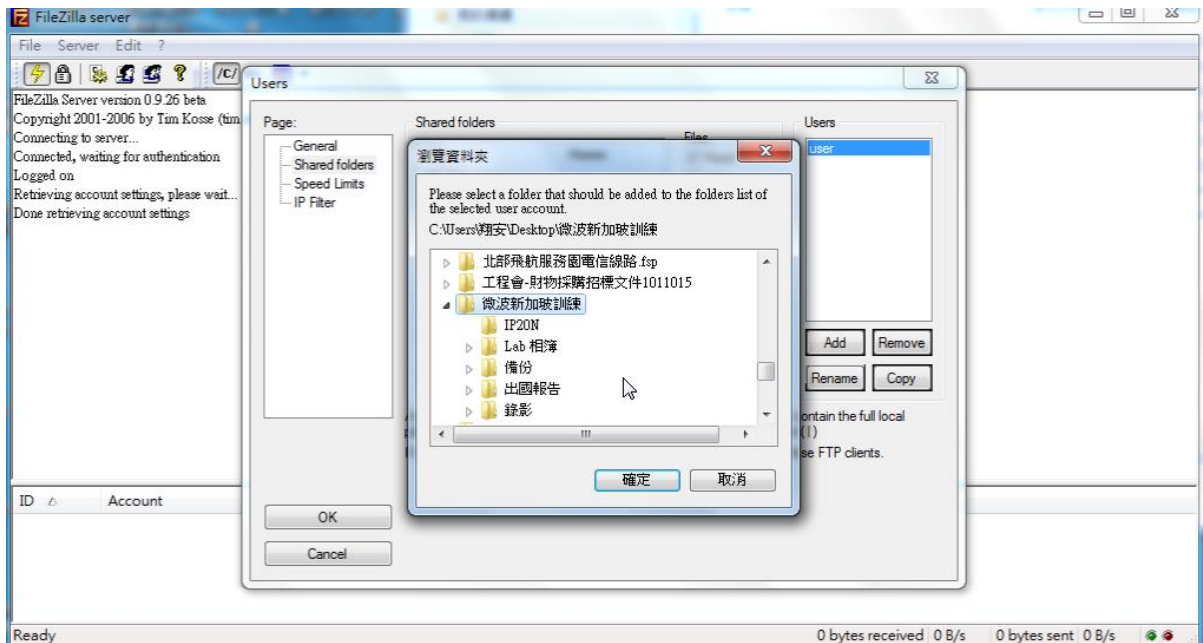 FileZilla server
File Server Edit ?
/C/
FileZilla Server version 0.9.26 beta
Copyright 2001-2006 by Tim Kosse (tim
Connecting to server...
Connected, waiting for authentication
Logged on
Retrieving account settings, please wait...
Done retrieving account settings
Users
Page:
General
Shared folders
Speed Limits
IP Filter
Shared folders
Files
Users
user
瀏覽資料夾
Please select a folder that should be added to the folders list of
the selected user account.
C:\Users\翔安\Desktop\微波新加玻訓練
北部飛航服務園電信線路.fsp
工程會-財物採購招標文件1011015
微波新加玻訓練
IP20N
Lab 相簿
備份
出國報告
錄影
確定 取消
Add Remove
Rename Copy
ontain the full local
(|)
se FTP clients.
OK
Cancel
ID Account
Ready
0 bytes received 0 B/s 0 bytes sent 0 B/s